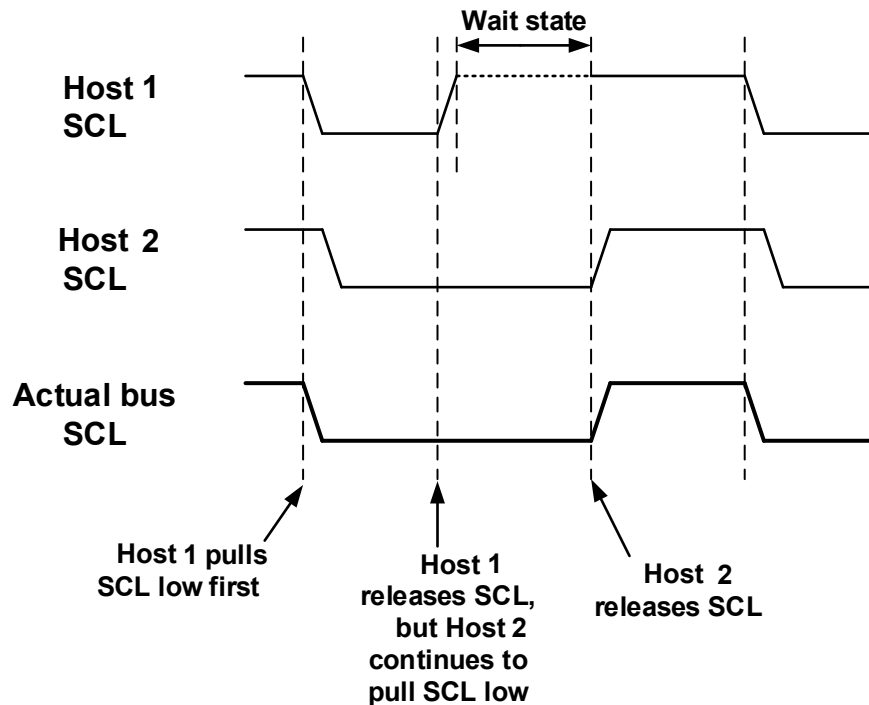 Wait state
Host 1
SCL
Host 2
SCL
Actual bus
SCL
Host 1 pulls
SCL low first
Host 1
releases SCL,
but Host 2
continues to
pull SCL low
Host 2
releases SCL